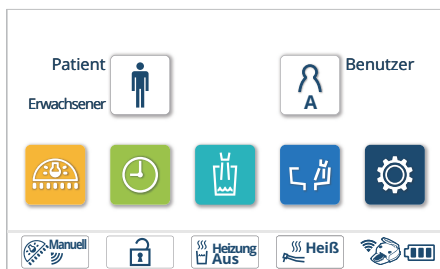 Patient
Benutzer
Erwachsener
A
Manuell
Heizung
Aus
Heiß